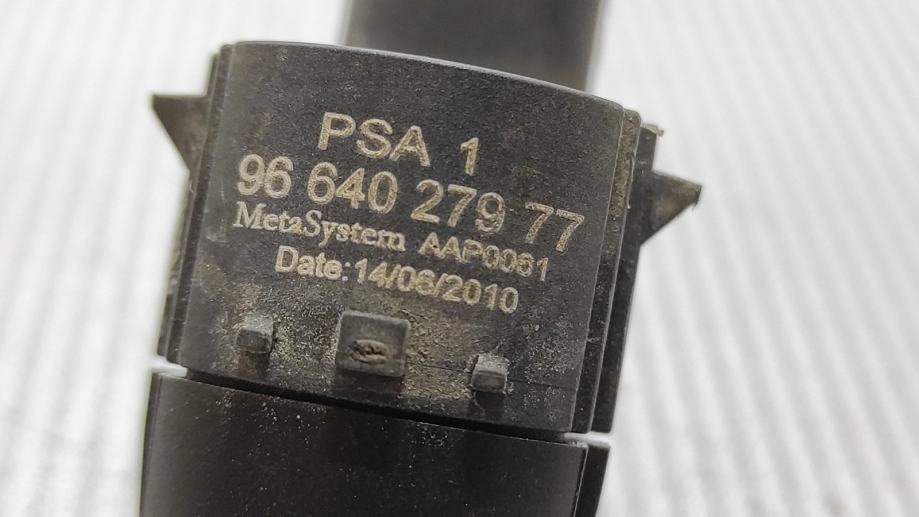 PSA 1
96 640 279 77
MetaSystem AAP0061
Date:14/06/2010